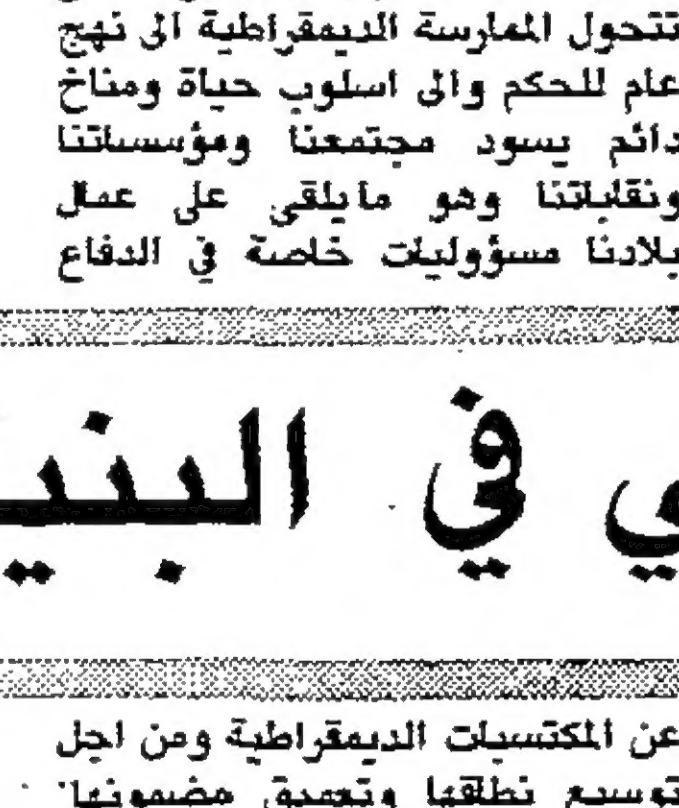 تتحول الممارسة الديمقراطية الى نهج
عام للحكم والى اسلوب حياة ومناخ
دائم يسود مجتمعنا ومؤسساتنا
ونقاباتنا وهو مايلقي على عمال
بلادنا مسؤوليات خاصة في الدفاع
ي في البنيـ
عن المكتسبات الديمقراطية ومن اجل
توسيع نطاقها وتعميق مضمونها